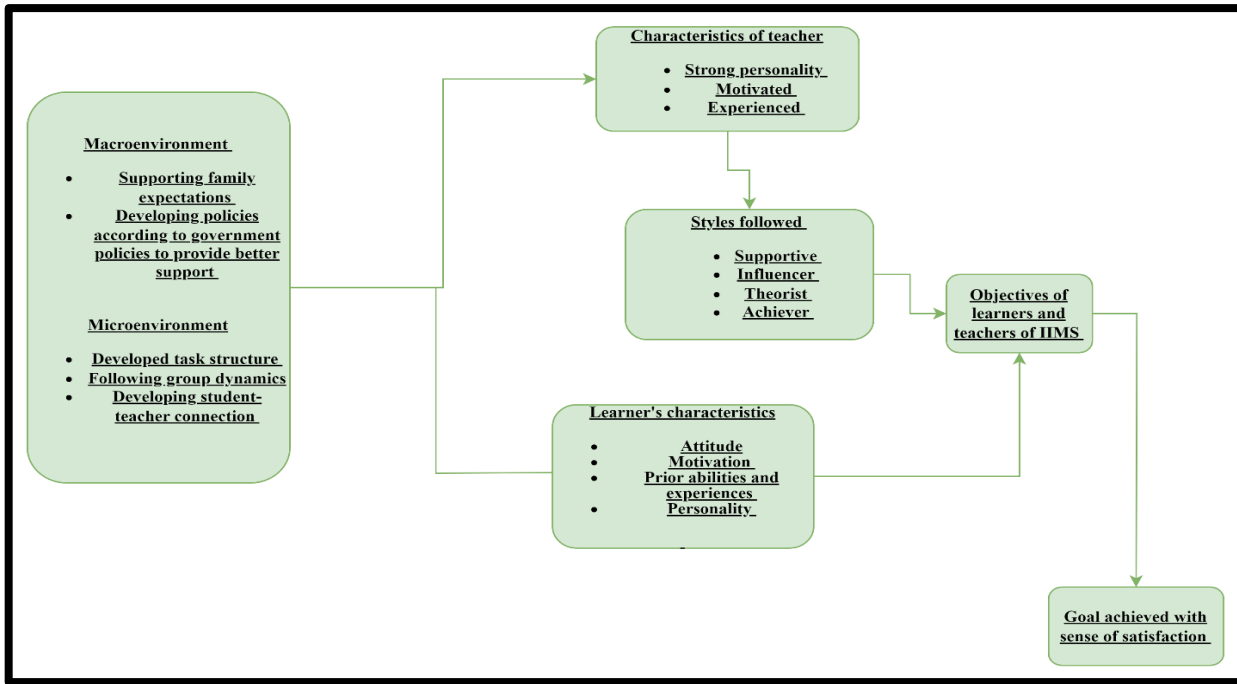 Macroenvironment
• Supporting family
expectations
• Developing policies
according to government
policies to provide better
support
Microenvironment
• Developed task structure
• Following group dynamics
• Developing student-
teacher connection
Characteristics of teacher
• Strong personality
• Motivated
• Experienced
Styles followed
• Supportive
• Influencer
• Theorist
• Achiever
Learner's characteristics
• Attitude
• Motivation
• Prior abilities and
experiences
• Personality
Objectives of
learners and
teachers of IIMS
Goal achieved with
sense of satisfaction